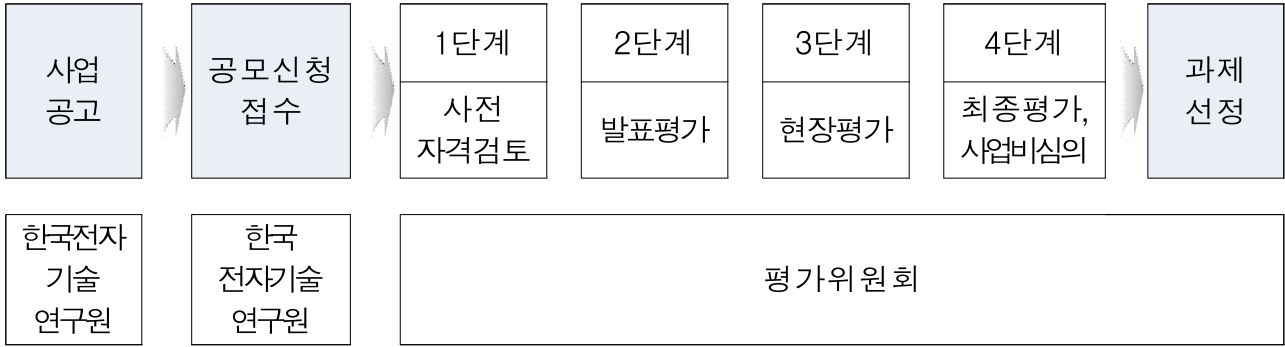 사업
공고
공모신청
접수
1단계
사전
자격검토
2단계
발표평가
3단계
현장평가
4단계
최종평가,
사업비심의
과제
선정
한국전자
기술
연구원
한국
전자기술
연구원
평가위원회